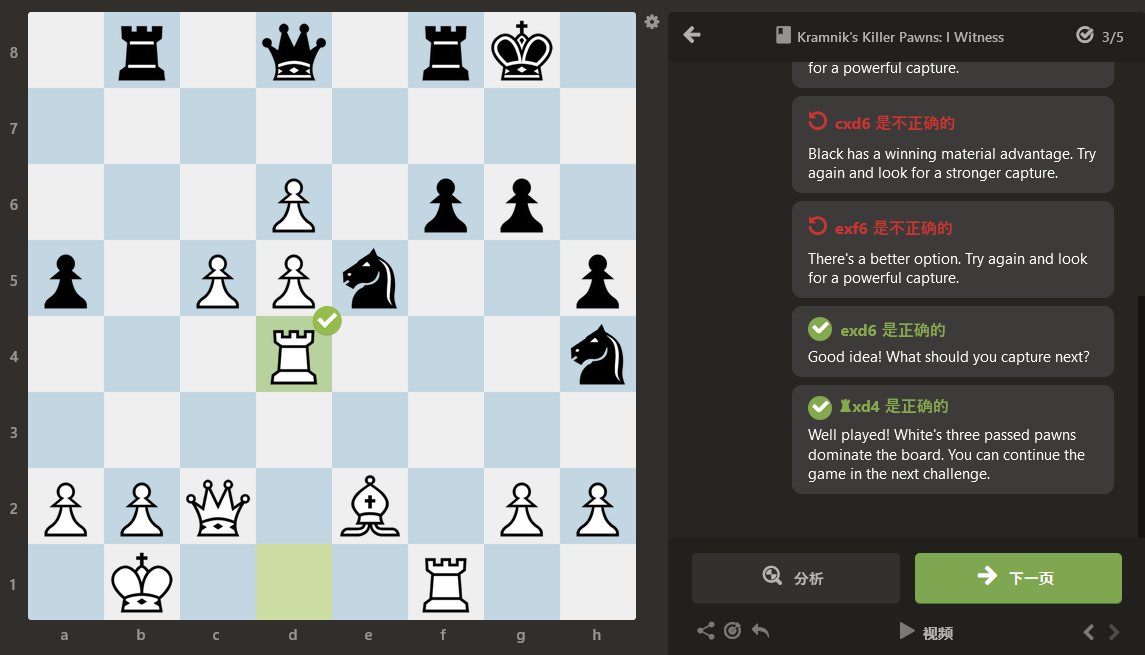 8
7
6
5
4
3
2
1
a b c d e f g h
Kramnik's Killer Pawns: I Witness
3/5
for a powerful capture.
cxd6 是不正确的
Black has a winning material advantage. Try
again and look for a stronger capture.
exf6 是不正确的
There's a better option. Try again and look
for a powerful capture.
exd6 是正确的
Good idea! What should you capture next?
♜xd4 是正确的
Well played! White's three passed pawns
dominate the board. You can continue the
game in the next challenge.
分析
下一页
视频